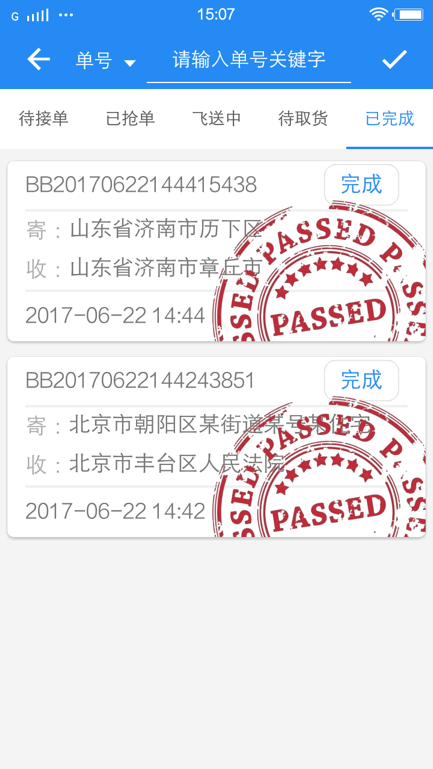 G 15:07
单号 请输入单号关键字
待接单 已抢单 飞送中 待取货 已完成
BB20170622144415438 完成
寄：山东省济南市历下区
收：山东省济南市章丘市
2017-06-22 14:44
PASSED PASSED PASSED
PASSED
BB20170622144243851 完成
寄：北京市朝阳区某街道某号某住宅
收：北京市丰台区人民法院
2017-06-22 14:42
PASSED PASSED PASSED
PASSED